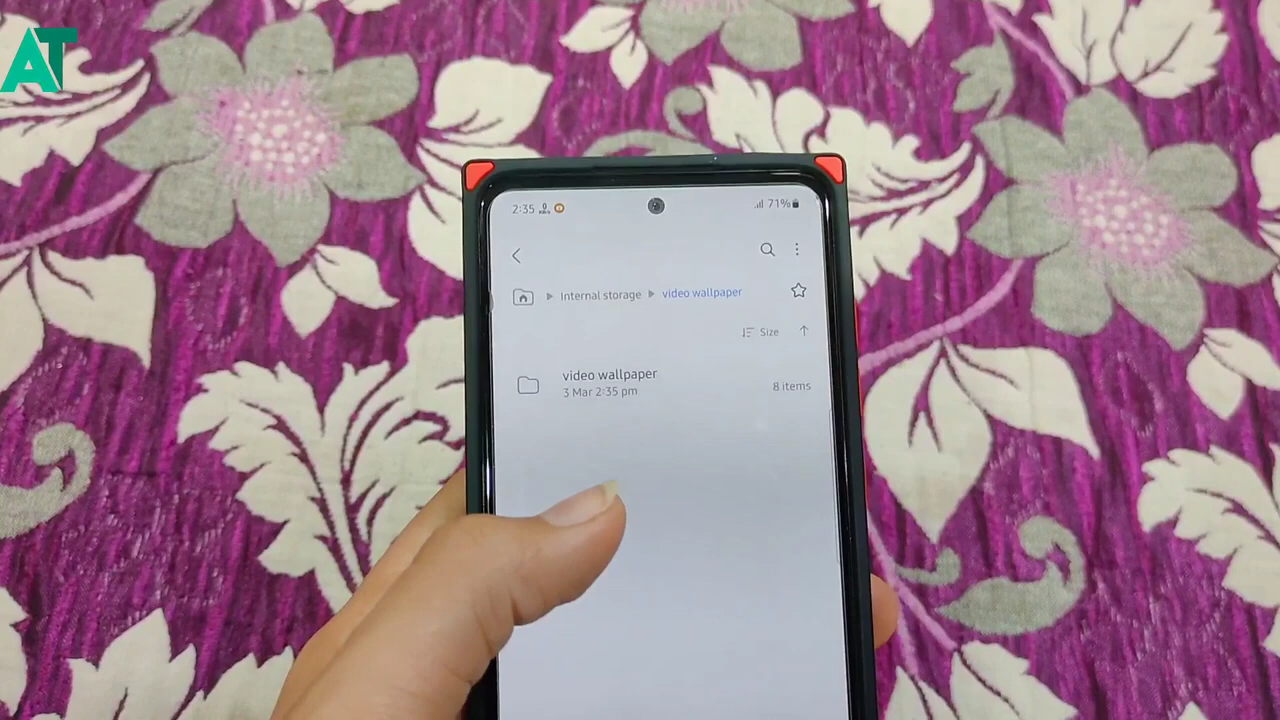 AT
2:35
71%
Internal storage
video wallpaper
Size
video wallpaper
3 Mar 2:35 pm
8 items